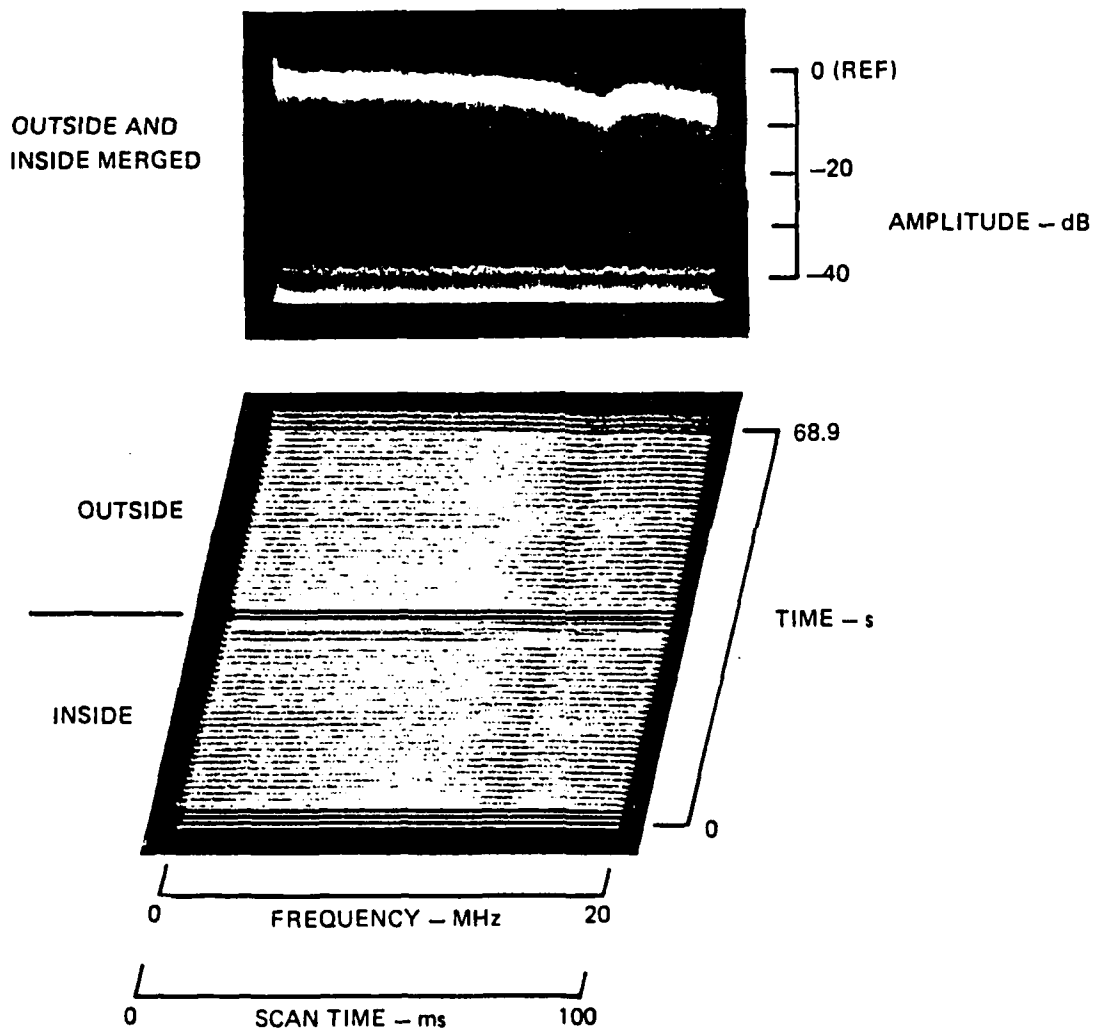 OUTSIDE AND
INSIDE MERGED
0 (REF)
–20
–40
AMPLITUDE – dB
OUTSIDE
INSIDE
68.9
TIME – s
0
0
20
FREQUENCY – MHz
0
100
SCAN TIME – ms